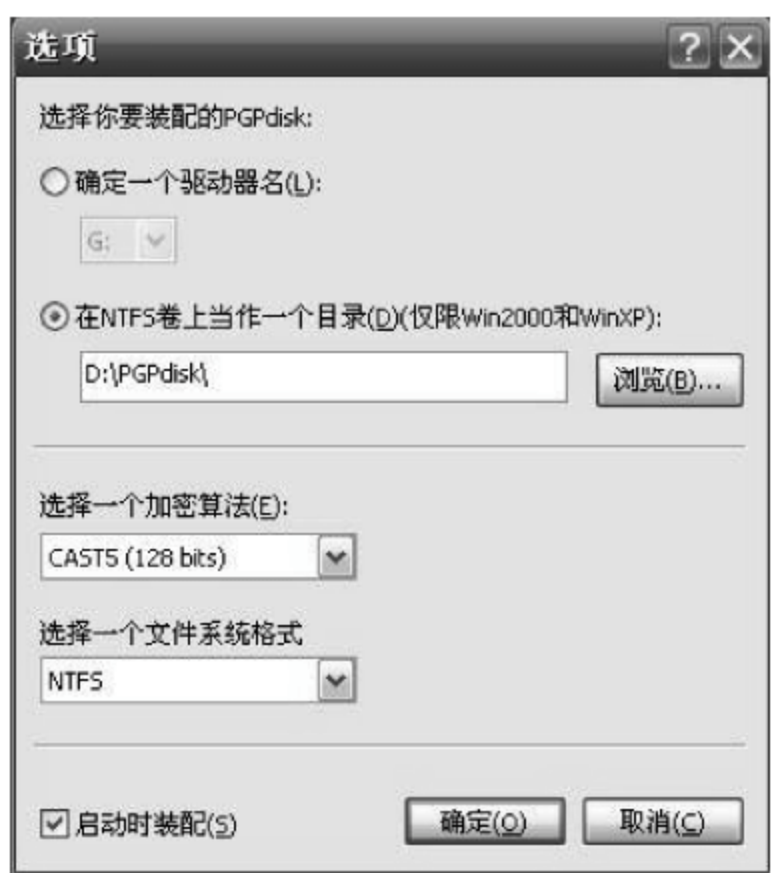 选项
选择你要装配的PGPdisk:
确定一个驱动器名(L):
G:
在NTFS卷上当作一个目录(D)(仅限Win2000和WinXP):
D:\PGPdisk\
浏览(B)...
选择一个加密算法(E):
CAST5 (128 bits)
选择一个文件系统格式
NTFS
启动时装配(S)
确定(O)
取消(C)